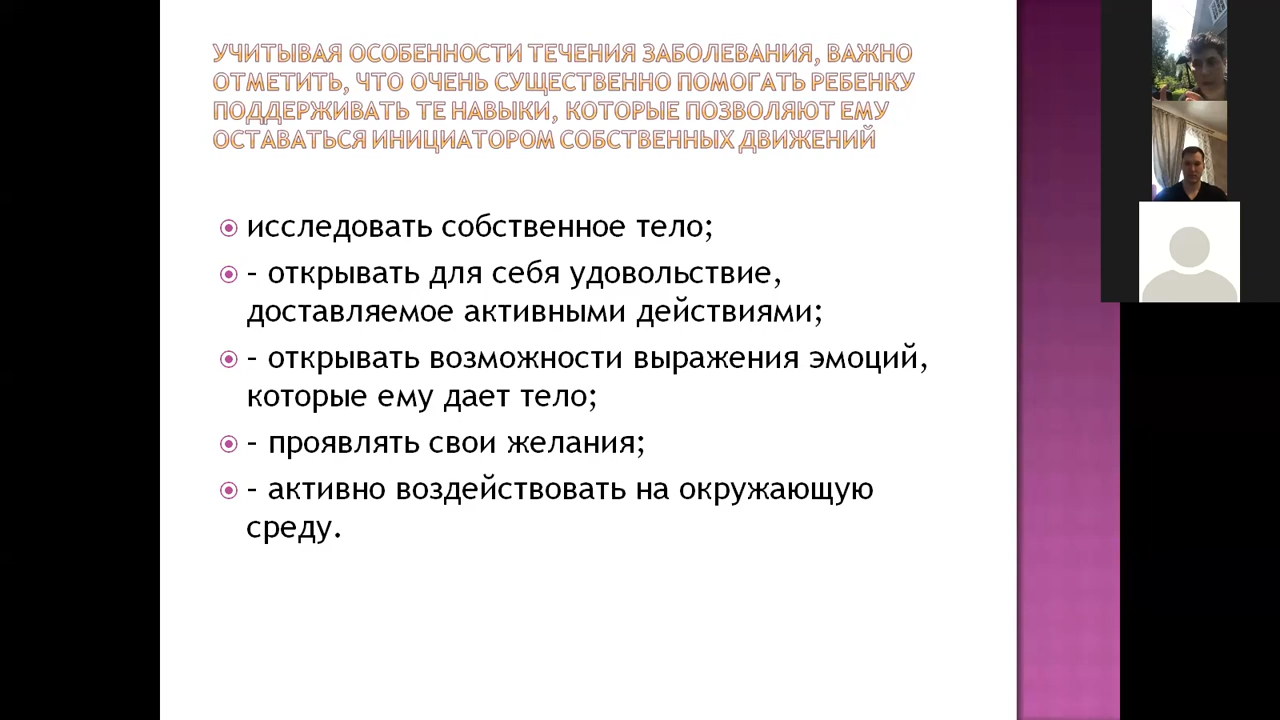 УЧИТЫВАЯ ОСОБЕННОСТИ ТЕЧЕНИЯ ЗАБОЛЕВАНИЯ, ВАЖНО
ОТМЕТИТЬ, ЧТО ОЧЕНЬ СУЩЕСТВЕННО ПОМОГАТЬ РЕБЕНКУ
ПОДДЕРЖИВАТЬ ТЕ НАВЫКИ, КОТОРЫЕ ПОЗВОЛЯЮТ ЕМУ
ОСТАВАТЬСЯ ИНИЦИАТОРОМ СОБСТВЕННЫХ ДВИЖЕНИЙ
исследовать собственное тело;
- открывать для себя удовольствие,
доставляемое активными действиями;
- открывать возможности выражения эмоций,
которые ему дает тело;
- проявлять свои желания;
- активно воздействовать на окружающую
среду.